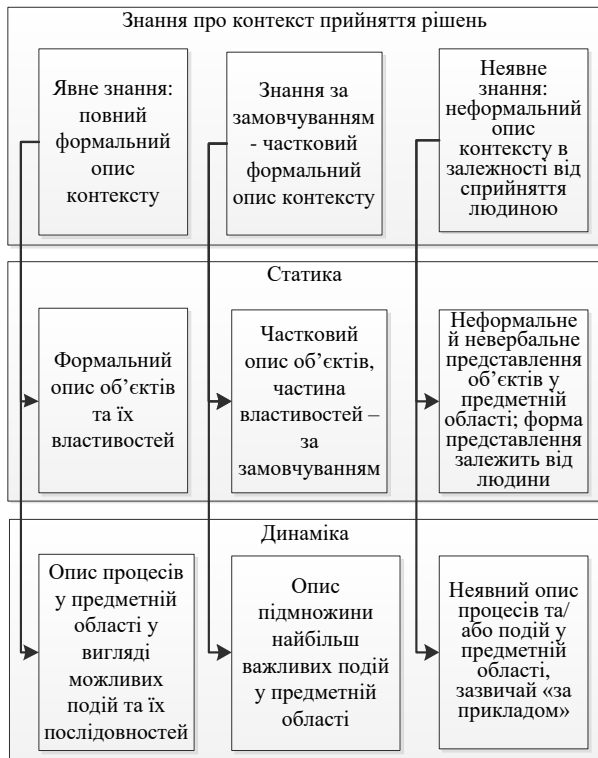 Знання про контекст прийняття рішень
Явне знання:
повний
формальний
опис
контексту
Знання за
замовчуванням
- частковий
формальний
опис контексту
Неявне
знання:
неформальний
опис
контексту в
залежності від
сприйняття
людиною
Статика
Формальний
опис об’єктів
та їх
властивостей
Частковий
опис об’єктів,
частина
властивостей –
за
замовчуванням
Неформальне
й невербальне
представлення
об’єктів у
предметній
області; форма
представлення
залежить від
людини
Динаміка
Опис процесів
у предметній
області у
вигляді
можливих
подій та їх
послідовностей
Опис
підмножини
найбільш
важливих подій
у предметній
області
Неявний опис
процесів та/
або подій у
предметній
області,
зазвичай «за
прикладом»